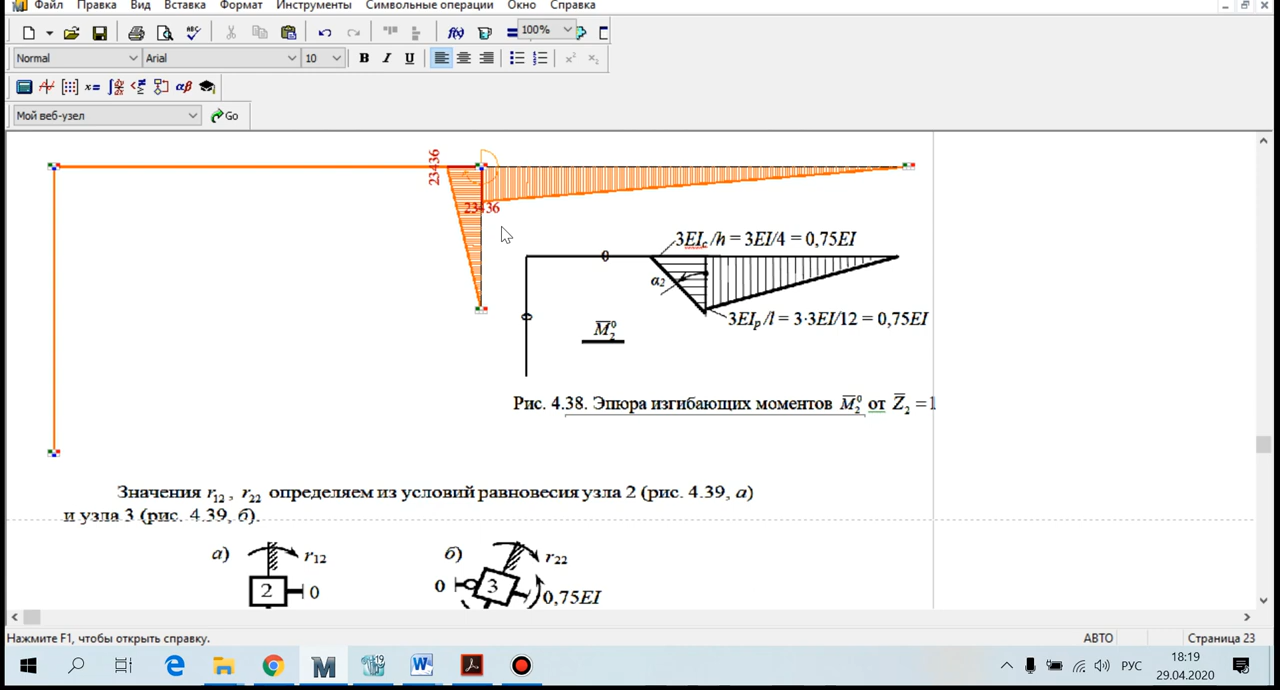 Файл Правка Вид Вставка Формат Инструменты Символьные операции Окно Справка
100%
Normal Arial 10 B I U
Мой веб-узел Go
23436
23436
3EIc/h = 3EI/4 = 0,75EI
0
α2
0
3EIp/l = 3·3EI/12 = 0,75EI
M̅₂⁰
Рис. 4.38. Эпюра изгибающих моментов M̅₂⁰ от Z̅₂ = 1
Значения r₁₂, r₂₂ определяем из условий равновесия узла 2 (рис. 4.39, а)
и узла 3 (рис. 4.39, б).
а) r₁₂ б) r₂₂
2 0 0 3 0,75EI
Нажмите F1, чтобы открыть справку. АВТО Страница 23
18:19
РУС
29.04.2020